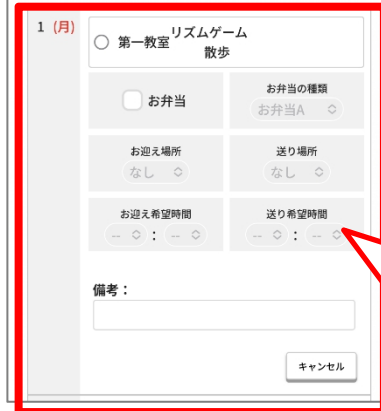 1 (月)
第一教室 リズムゲーム
散歩
お弁当
お弁当の種類
お弁当A
お迎え場所
なし
送り場所
なし
お迎え希望時間
-- : --
送り希望時間
-- : --
備考：
キャンセル